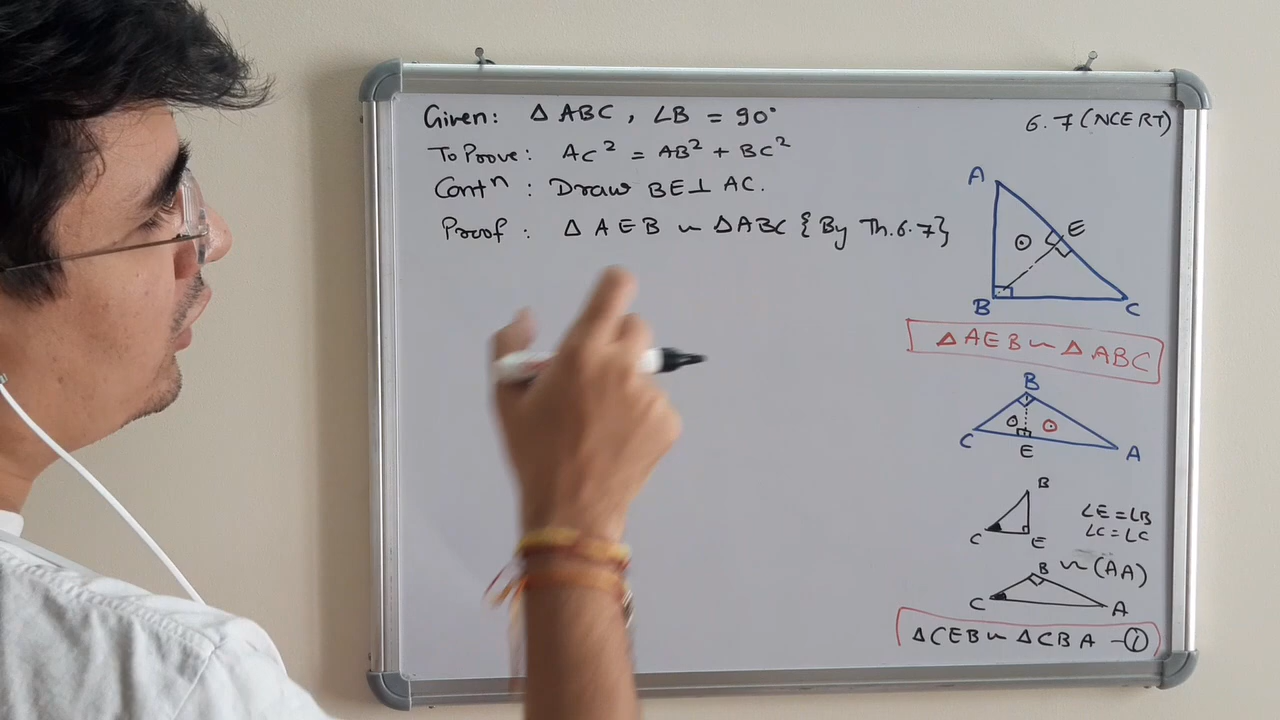 Given: △ ABC, ∠B = 90°
To Prove: AC² = AB² + BC²
Contⁿ: Draw BE⊥ AC.
Proof: △ AEB ~ △ABC {By Th.6.7}
6.7 (NCERT)
A
E
B
C
△ AEB ~ △ ABC
B
C
E
A
B
C
E
∠E = ∠B
∠C = ∠C
~ (AA)
B
C
A
△CEB ~ △CBA - (i)